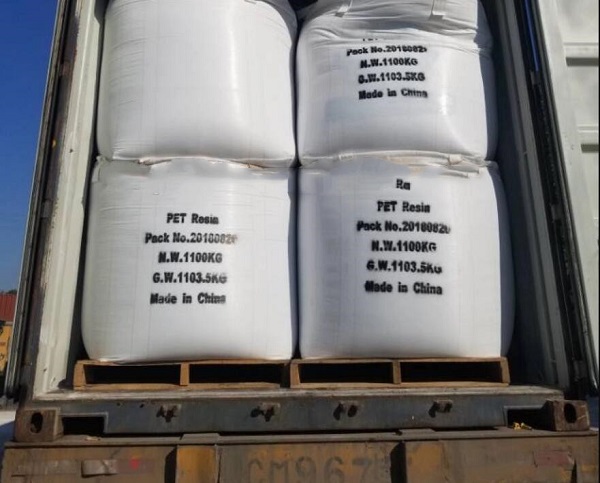 Pack No.2018082
N.W.1100KG
G.W.1103.5KG
Made in China
PET Resin
Pack No.2018082
N.W.1100KG
G.W.1103.5KG
Made in China
Re
PET Resin
Pack No.2018082
N.W.1100KG
G.W.1103.5KG
Made in China